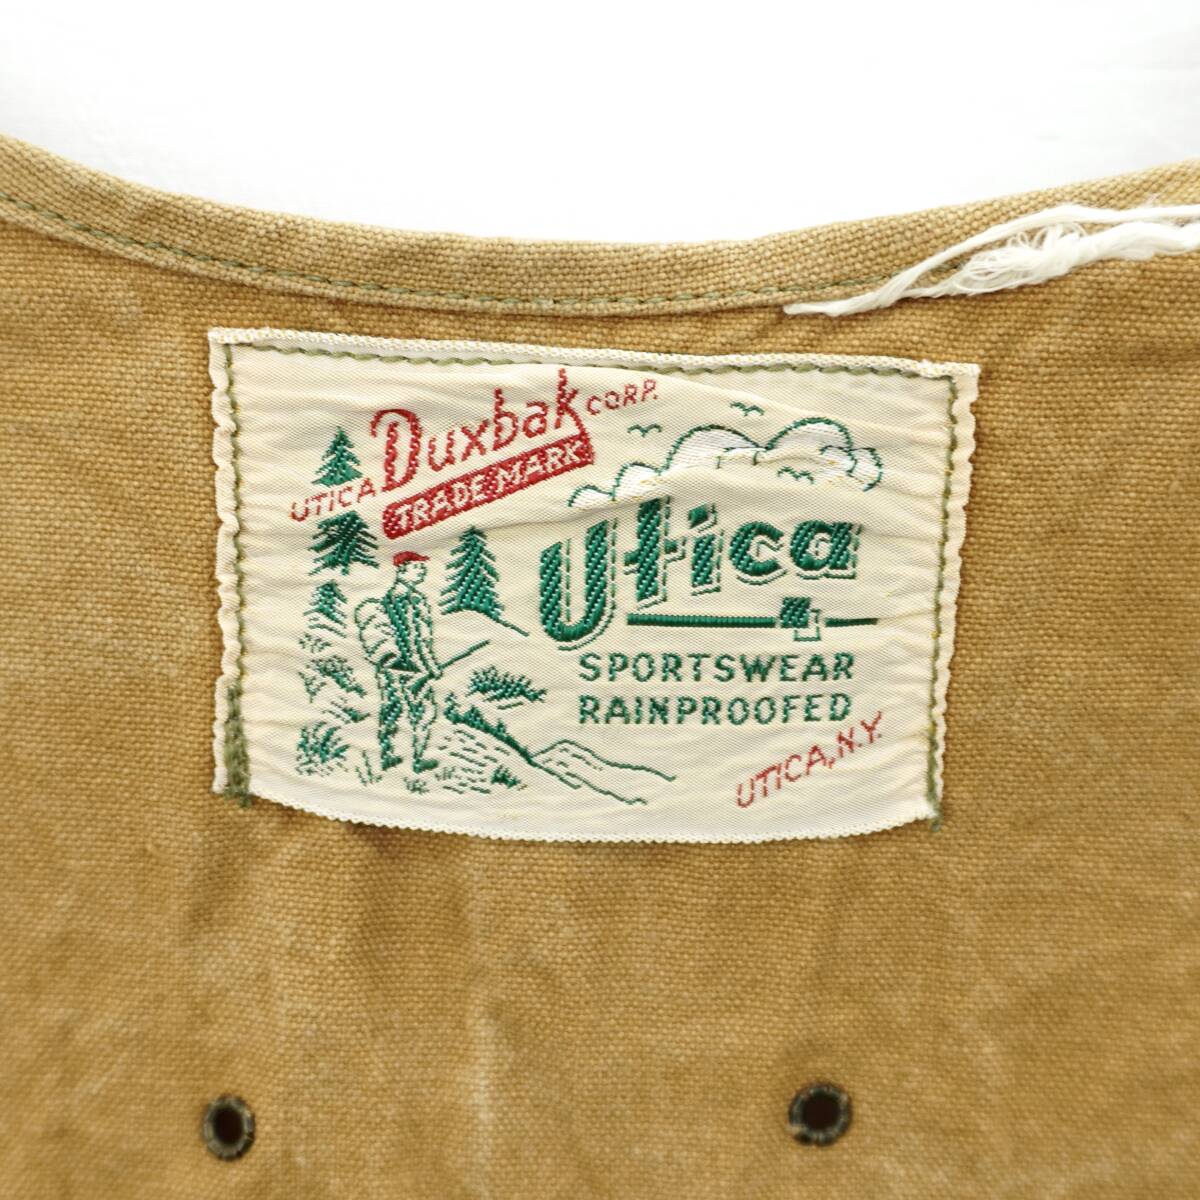 UTICA Duxbak CORP.
TRADE MARK
Utica
SPORTSWEAR
RAINPROOFED
UTICA, N.Y.